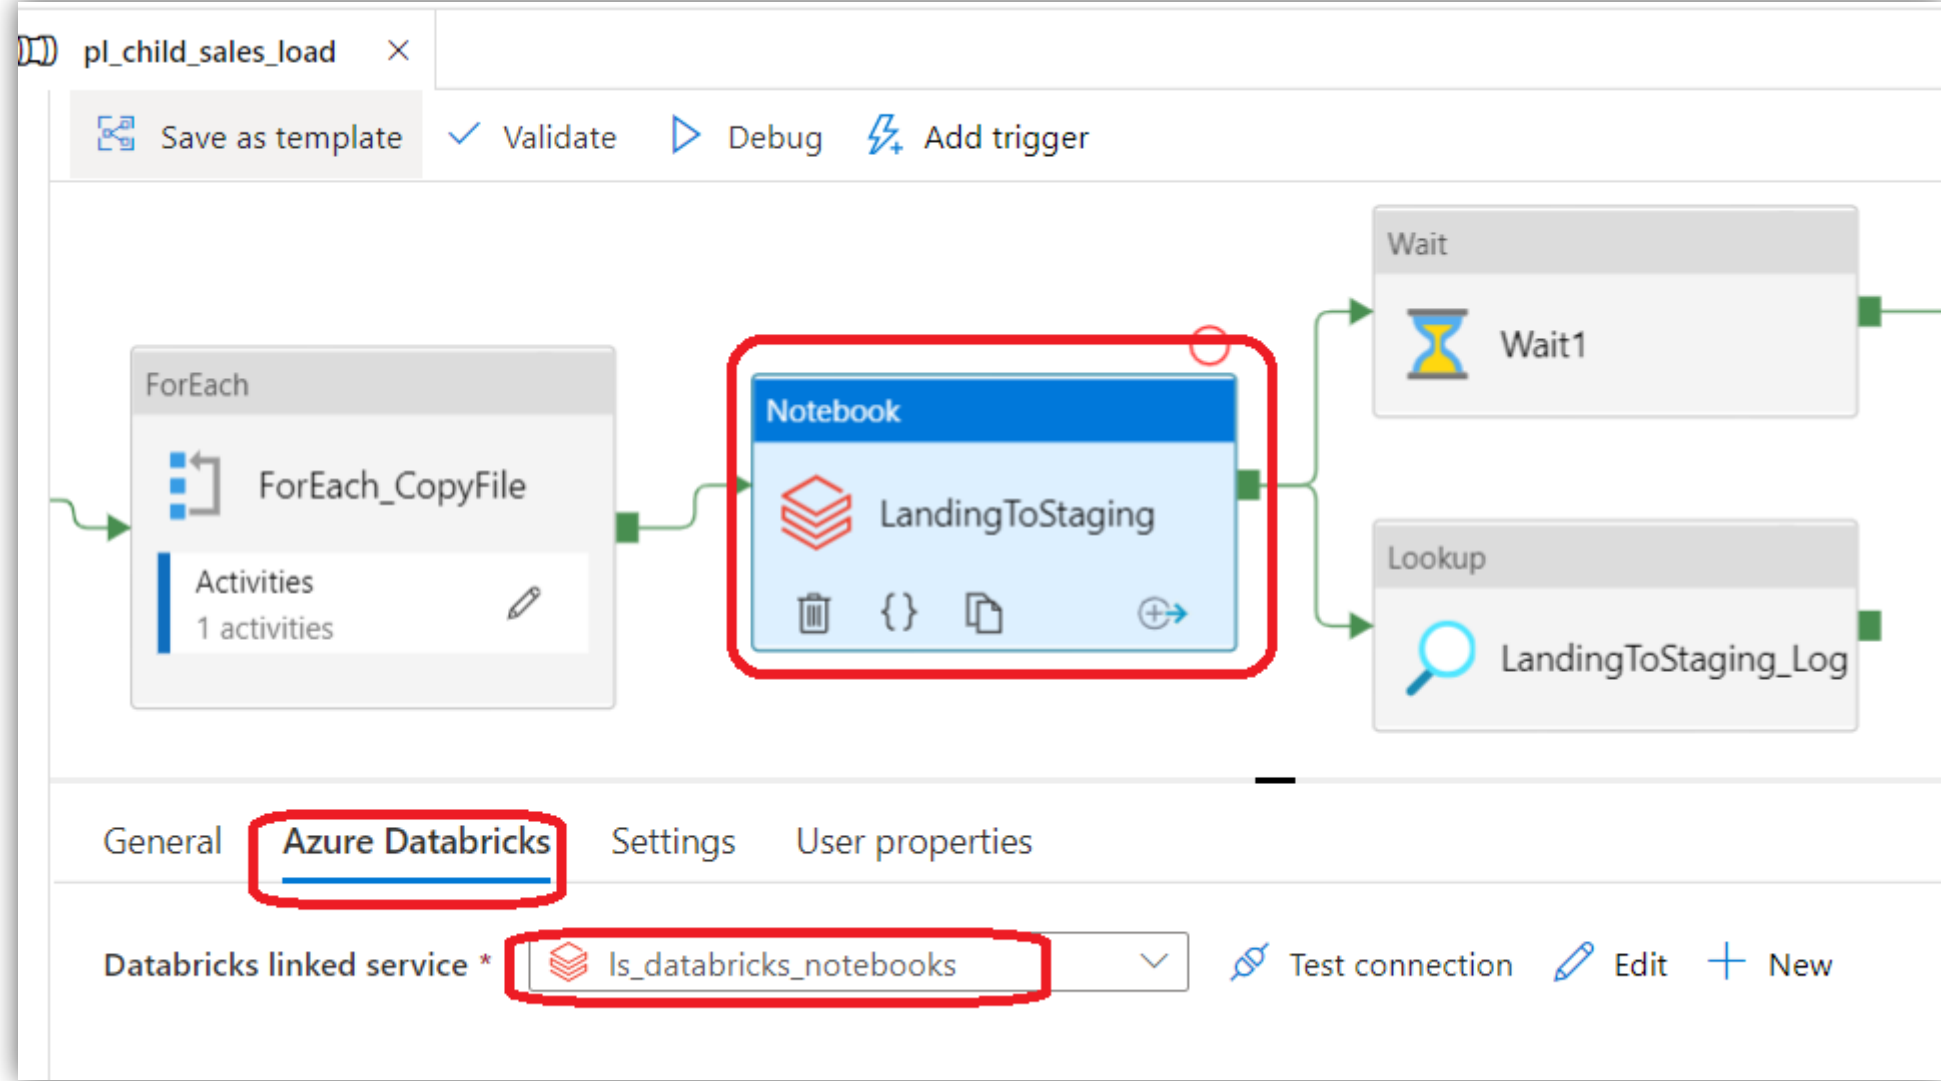 pl_child_sales_load
Save as template
Validate
Debug
Add trigger
ForEach
ForEach_CopyFile
Activities
1 activities
Notebook
LandingToStaging
Wait
Wait1
Lookup
LandingToStaging_Log
General
Azure Databricks
Settings
User properties
Databricks linked service *
ls_databricks_notebooks
Test connection
Edit
New